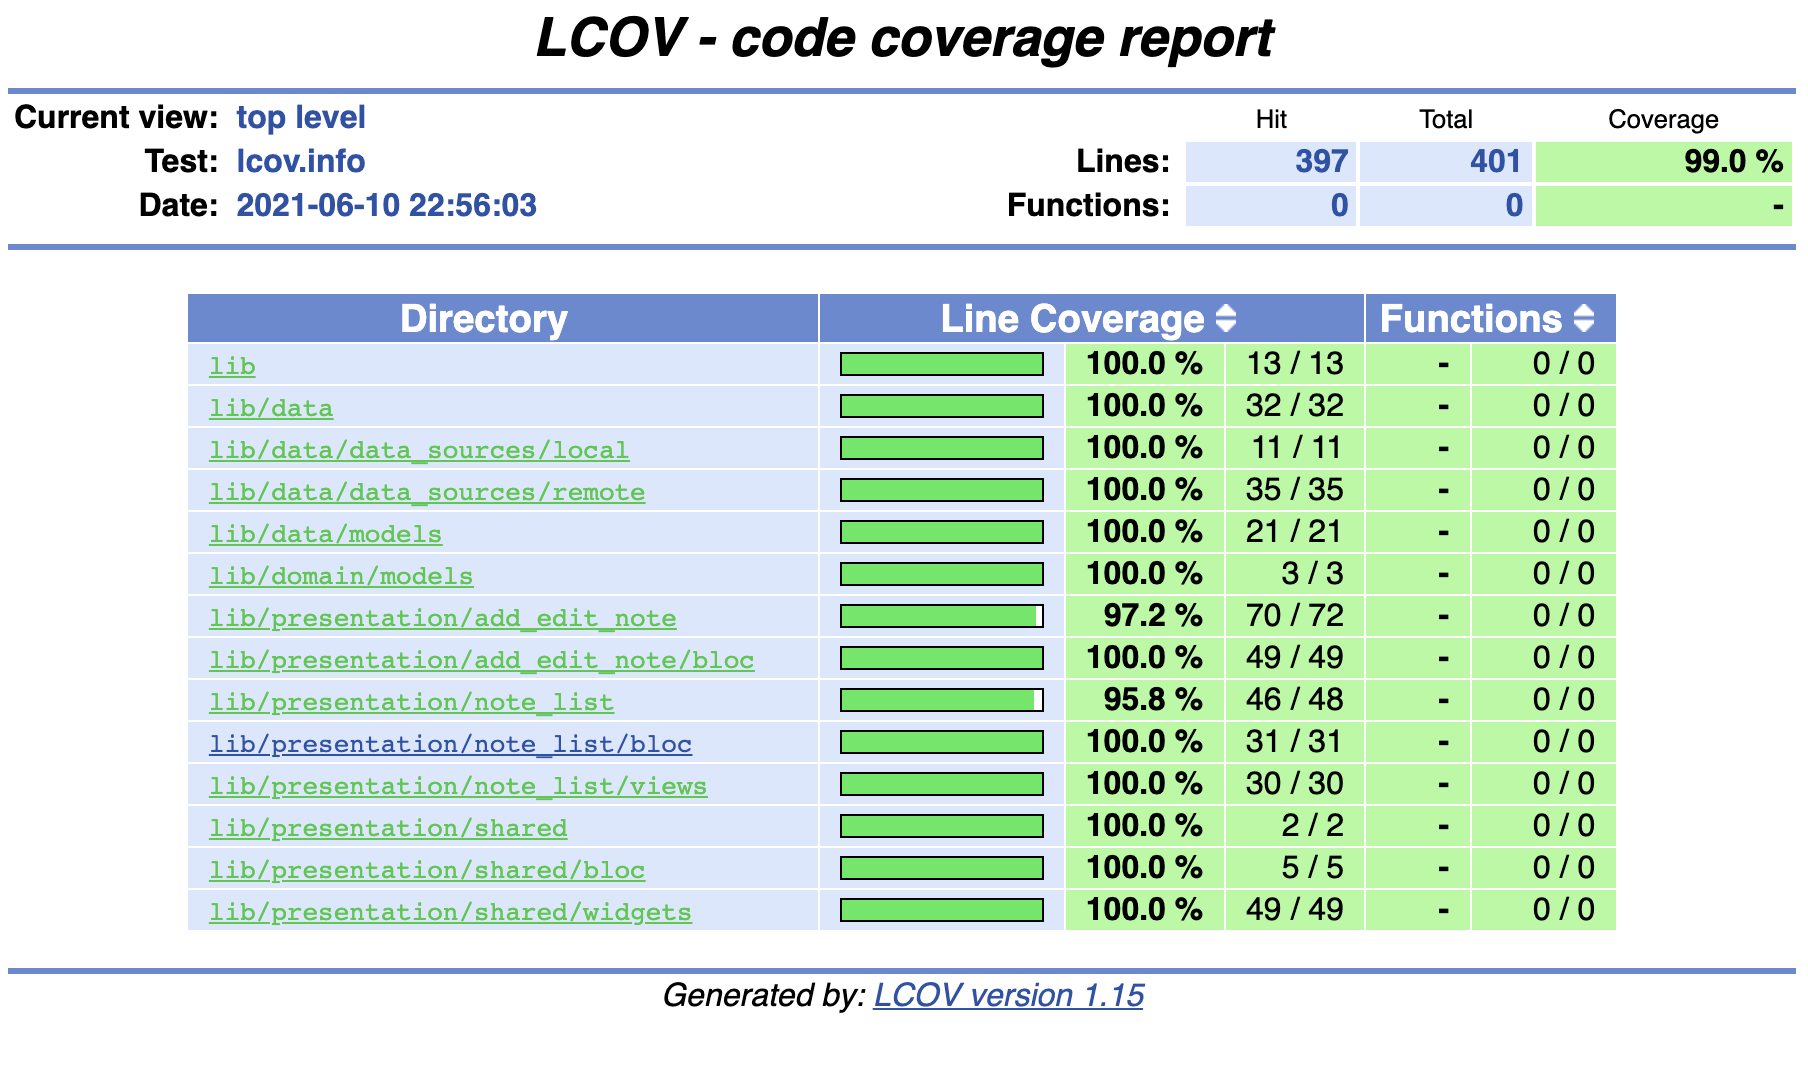 LCOV - code coverage report
Current view: top level
Hit Total Coverage
Test: lcov.info Lines: 397 401 99.0 %
Date: 2021-06-10 22:56:03 Functions: 0 0 -
Directory Line Coverage Functions
lib 100.0 % 13 / 13 - 0 / 0
lib/data 100.0 % 32 / 32 - 0 / 0
lib/data/data_sources/local 100.0 % 11 / 11 - 0 / 0
lib/data/data_sources/remote 100.0 % 35 / 35 - 0 / 0
lib/data/models 100.0 % 21 / 21 - 0 / 0
lib/domain/models 100.0 % 3 / 3 - 0 / 0
lib/presentation/add_edit_note 97.2 % 70 / 72 - 0 / 0
lib/presentation/add_edit_note/bloc 100.0 % 49 / 49 - 0 / 0
lib/presentation/note_list 95.8 % 46 / 48 - 0 / 0
lib/presentation/note_list/bloc 100.0 % 31 / 31 - 0 / 0
lib/presentation/note_list/views 100.0 % 30 / 30 - 0 / 0
lib/presentation/shared 100.0 % 2 / 2 - 0 / 0
lib/presentation/shared/bloc 100.0 % 5 / 5 - 0 / 0
lib/presentation/shared/widgets 100.0 % 49 / 49 - 0 / 0
Generated by: LCOV version 1.15